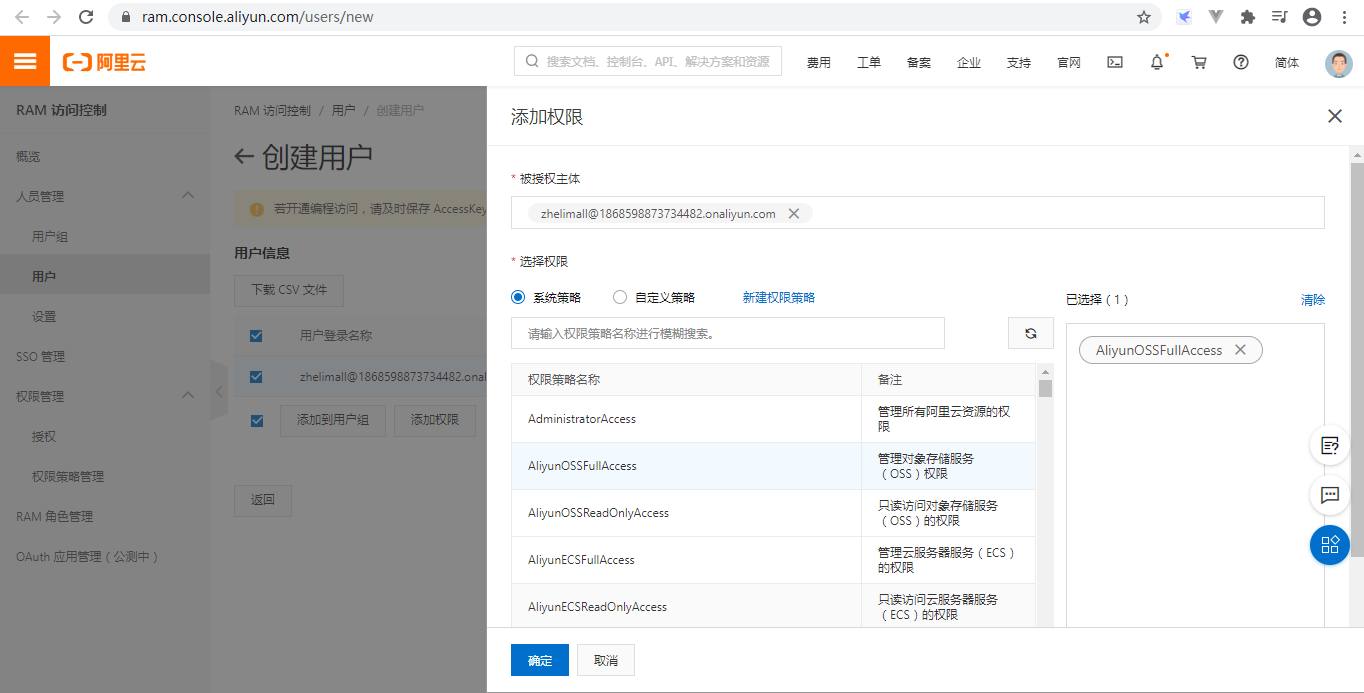 ram.console.aliyun.com/users/new
阿里云
搜索文档、控制台、API、解决方案和资源
费用 工单 备案 企业 支持 官网 简体
RAM 访问控制
概览
人员管理
用户组
用户
设置
SSO 管理
权限管理
授权
权限策略管理
RAM 角色管理
OAuth 应用管理（公测中）
RAM 访问控制 / 用户 / 创建用户
创建用户
若开通编程访问，请及时保存 AccessKey
用户信息
下载 CSV 文件
用户登录名称
zhelimall@1868598873734482.onal
添加到用户组 添加权限
返回
添加权限
* 被授权主体
zhelimall@1868598873734482.onaliyun.com
* 选择权限
系统策略 自定义策略 新建权限策略
请输入权限策略名称进行模糊搜索。
权限策略名称 备注
AdministratorAccess 管理所有阿里云资源的权
限
AliyunOSSFullAccess 管理对象存储服务
（OSS）权限
AliyunOSSReadOnlyAccess 只读访问对象存储服务
（OSS）的权限
AliyunECSFullAccess 管理云服务器服务（ECS）
的权限
AliyunECSReadOnlyAccess 只读访问云服务器服务
（ECS）的权限
已选择（1） 清除
AliyunOSSFullAccess
确定 取消